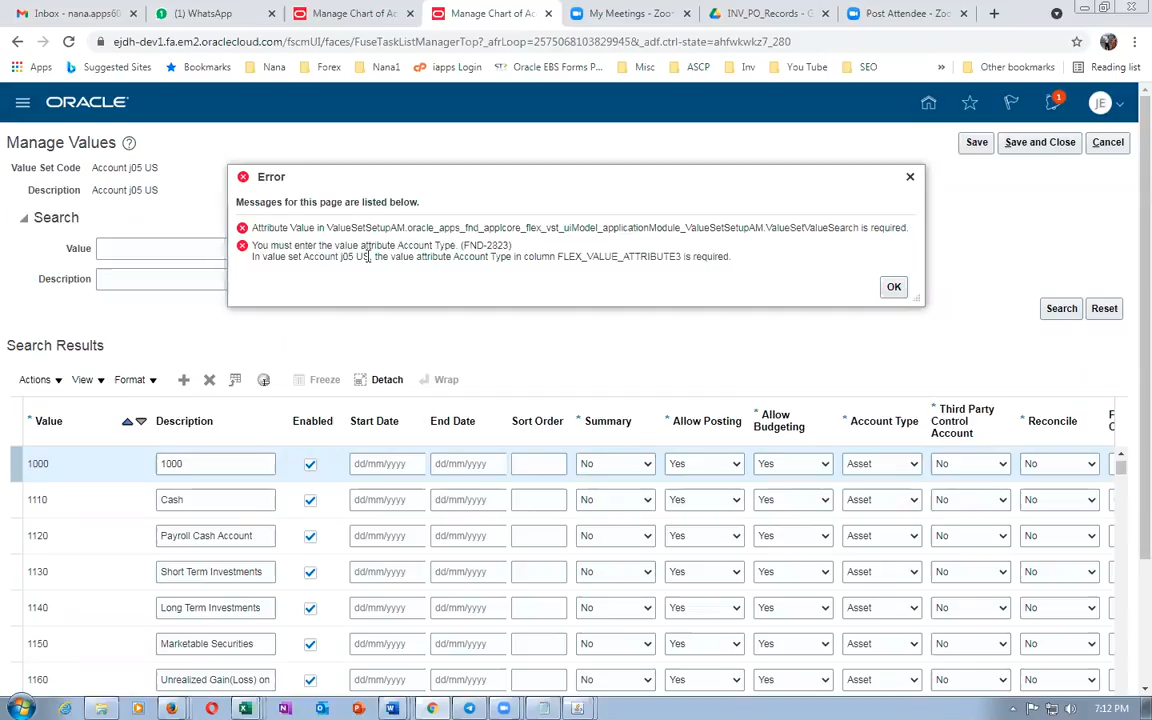 Inbox - nana.apps60
(1) WhatsApp
Manage Chart of Ac
Manage Chart of Ac
My Meetings - Zoo
INV_PO_Records - G
Post Attendee - Zoo
ejdh-dev1.fa.em2.oraclecloud.com/fscmUI/faces/FuseTaskListManagerTop?_afrLoop=2575068103829945&_adf.ctrl-state=ahfwkwkz7_280
Apps
Suggested Sites
Bookmarks
Nana
Forex
Nana1
iapps Login
Oracle EBS Forms P...
Misc
ASCP
Inv
You Tube
SEO
»
Other bookmarks
Reading list
ORACLE
1
JE
Manage Values ?
Save
Save and Close
Cancel
Value Set Code Account j05 US
Description Account j05 US
Search
Value
Description
Error
Messages for this page are listed below.
Attribute Value in ValueSetSetupAM.oracle_apps_fnd_applcore_flex_vst_uiModel_applicationModule_ValueSetSetupAM.ValueSetValueSearch is required.
You must enter the value attribute Account Type. (FND-2823)
In value set Account j05 US, the value attribute Account Type in column FLEX_VALUE_ATTRIBUTE3 is required.
OK
Search
Reset
Search Results
Actions View Format Freeze Detach Wrap
* Value Description Enabled Start Date End Date Sort Order * Summary * Allow Posting * Allow Budgeting * Account Type * Third Party Control Account * Reconcile
1000 1000 dd/mm/yyyy dd/mm/yyyy No Yes Yes Asset No No
1110 Cash dd/mm/yyyy dd/mm/yyyy No Yes Yes Asset No No
1120 Payroll Cash Account dd/mm/yyyy dd/mm/yyyy No Yes Yes Asset No No
1130 Short Term Investments dd/mm/yyyy dd/mm/yyyy No Yes Yes Asset No No
1140 Long Term Investments dd/mm/yyyy dd/mm/yyyy No Yes Yes Asset No No
1150 Marketable Securities dd/mm/yyyy dd/mm/yyyy No Yes Yes Asset No No
1160 Unrealized Gain(Loss) on dd/mm/yyyy dd/mm/yyyy No Yes Yes Asset No No
7:12 PM